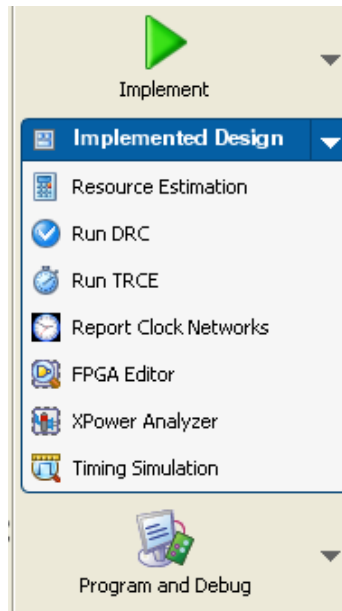 Implement
Implemented Design
Resource Estimation
Run DRC
Run TRCE
Report Clock Networks
FPGA Editor
XPower Analyzer
Timing Simulation
Program and Debug